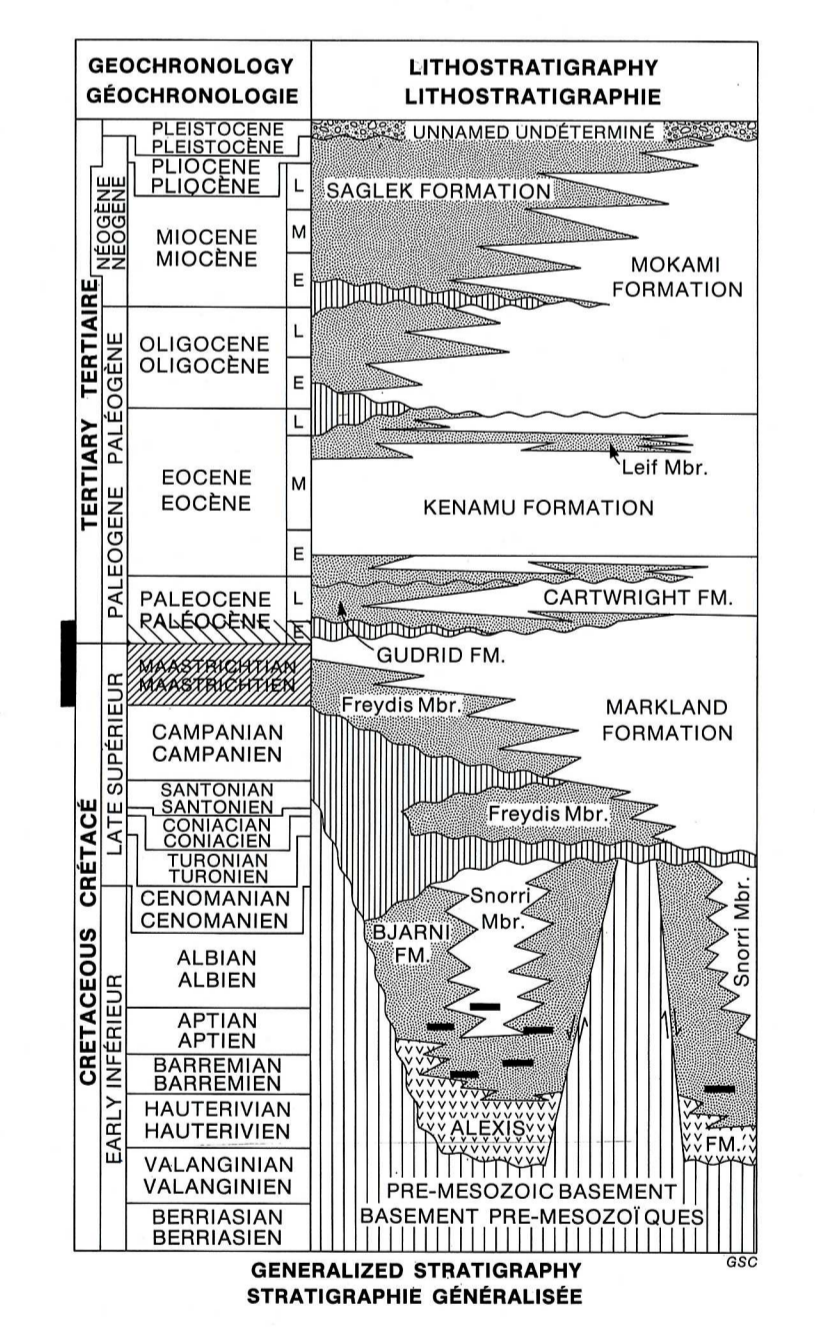 GEOCHRONOLOGY
GÉOCHRONOLOGIE
LITHOSTRATIGRAPHY
LITHOSTRATIGRAPHIE
TERTIARY TERTIAIRE
NÉOGÈNE
NEOGENE
PALEOGENE PALÉOGÈNE
PLEISTOCENE
PLEISTOCÈNE
PLIOCENE
PLIOCÈNE
L
MIOCENE
MIOCÈNE
M
E
OLIGOCENE
OLIGOCÈNE
L
E
EOCENE
EOCÈNE
L
M
E
PALEOCENE
PALÉOCÈNE
L
E
CRETACEOUS CRÉTACÉ
LATE SUPÉRIEUR
MAASTRICHTIAN
MAASTRICHTIEN
CAMPANIAN
CAMPANIEN
SANTONIAN
SANTONIEN
CONIACIAN
CONIACIEN
TURONIAN
TURONIEN
EARLY INFÉRIEUR
CENOMANIAN
CENOMANIEN
ALBIAN
ALBIEN
APTIAN
APTIEN
BARREMIAN
BARREMIEN
HAUTERIVIAN
HAUTERIVIEN
VALANGINIAN
VALANGINIEN
BERRIASIAN
BERRIASIEN
UNNAMED UNDÉTERMINÉ
SAGLEK FORMATION
MOKAMI
FORMATION
Leif Mbr.
KENAMU FORMATION
CARTWRIGHT FM.
GUDRID FM.
Freydis Mbr.
MARKLAND
FORMATION
Freydis Mbr.
Snorri
Mbr.
BJARNI
FM.
Snorri Mbr.
ALEXIS
FM.
PRE-MESOZOIC BASEMENT
BASEMENT PRE-MESOZOÏQUES
GSC
GENERALIZED STRATIGRAPHY
STRATIGRAPHIE GÉNÉRALISÉE